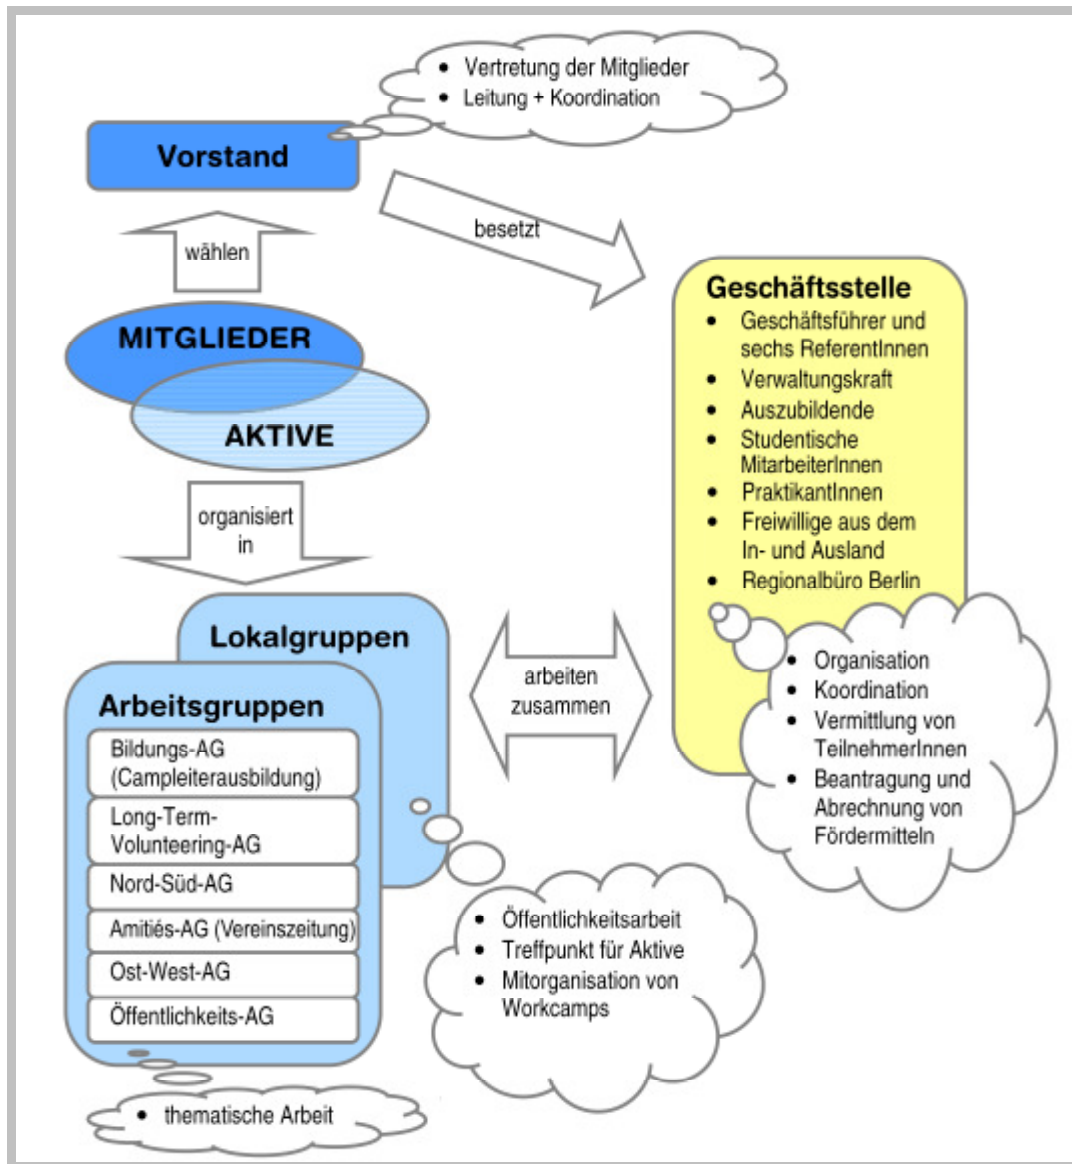 • Vertretung der Mitglieder
• Leitung + Koordination
Vorstand
wählen
besetzt
MITGLIEDER
AKTIVE
organisiert
in
Geschäftsstelle
• Geschäftsführer und
sechs ReferentInnen
• Verwaltungskraft
• Auszubildende
• Studentische
MitarbeiterInnen
• PraktikantInnen
• Freiwillige aus dem
In- und Ausland
• Regionalbüro Berlin
• Organisation
• Koordination
• Vermittlung von
TeilnehmerInnen
• Beantragung und
Abrechnung von
Fördermitteln
arbeiten
zusammen
Lokalgruppen
Arbeitsgruppen
Bildungs-AG
(Campleiterausbildung)
Long-Term-
Volunteering-AG
Nord-Süd-AG
Amitiés-AG (Vereinszeitung)
Ost-West-AG
Öffentlichkeits-AG
• Öffentlichkeitsarbeit
• Treffpunkt für Aktive
• Mitorganisation von
Workcamps
• thematische Arbeit